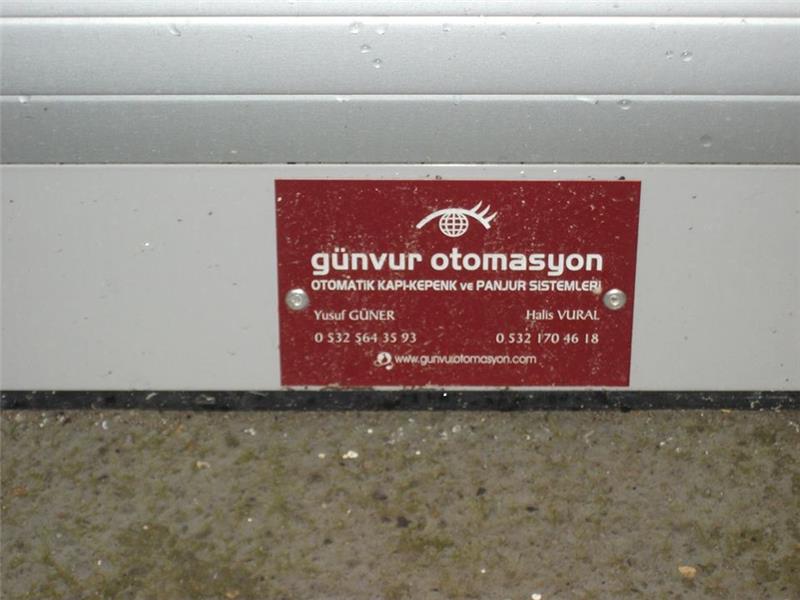 günvur otomasyon
OTOMATİK KAPI-KEPENK ve PANJUR SİSTEMLERİ
Yusuf GÜNER Halis VURAL
0 532 564 35 93 0 532 170 46 18
www.gunvurotomasyon.com